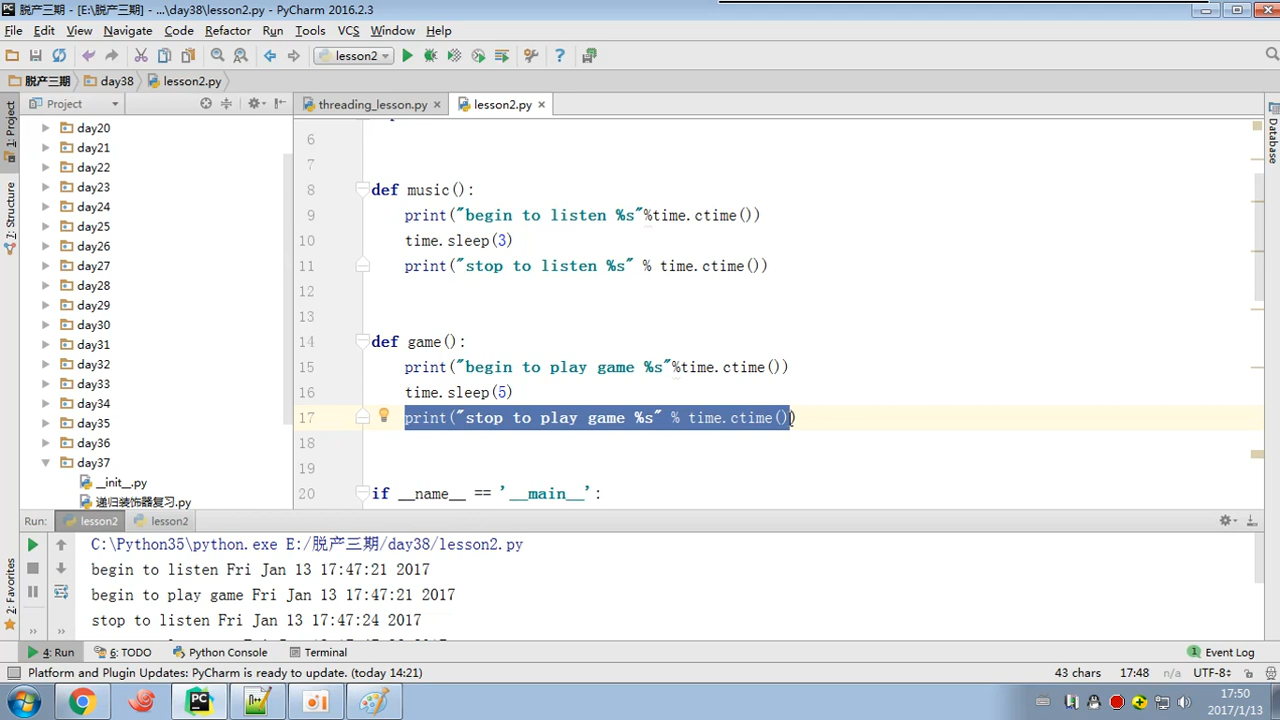 脱产三期 - [E:\脱产三期] - ...\day38\lesson2.py - PyCharm 2016.2.3
File Edit View Navigate Code Refactor Run Tools VCS Window Help
lesson2
脱产三期 day38 lesson2.py
Project threading_lesson.py lesson2.py
1: Project
7: Structure
2: Favorites
Database
day20
day21
day22
day23
day24
day25
day26
day27
day28
day29
day30
day31
day32
day33
day34
day35
day36
day37
__init__.py
递归装饰器复习.py
6
7
8 def music():
9 print("begin to listen %s"%time.ctime())
10 time.sleep(3)
11 print("stop to listen %s" % time.ctime())
12
13
14 def game():
15 print("begin to play game %s"%time.ctime())
16 time.sleep(5)
17 print("stop to play game %s" % time.ctime())
18
19
20 if __name__ == '__main__':
Run: lesson2 lesson2
C:\Python35\python.exe E:/脱产三期/day38/lesson2.py
begin to listen Fri Jan 13 17:47:21 2017
begin to play game Fri Jan 13 17:47:21 2017
stop to listen Fri Jan 13 17:47:24 2017
4: Run 6: TODO Python Console Terminal Event Log
Platform and Plugin Updates: PyCharm is ready to update. (today 14:21) 43 chars 17:48 n/a UTF-8
17:50
2017/1/13